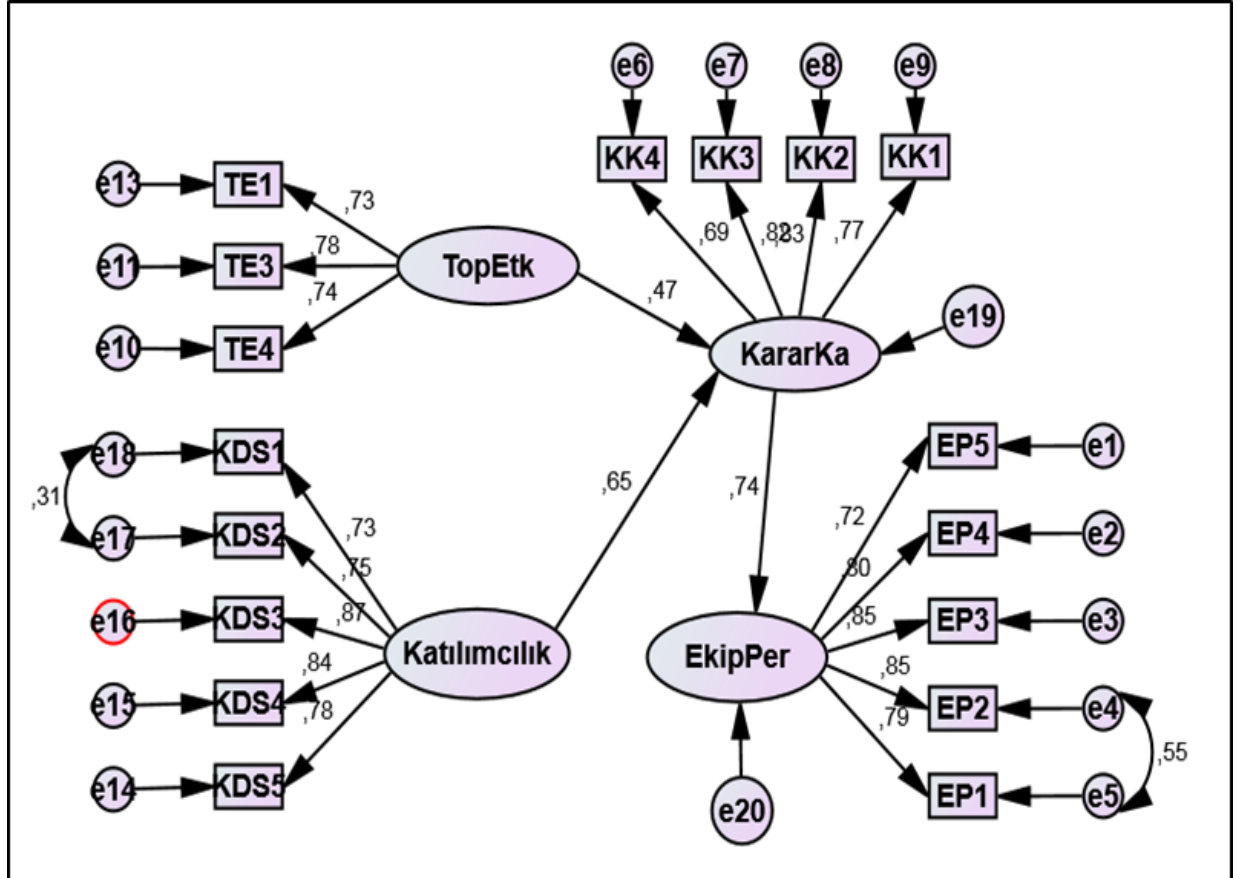 e6 e7 e8 e9
KK4 KK3 KK2 KK1
e13 TE1 ,73
,69 ,82 ,83 ,77
e11 TE3 ,78
TopEtk
,47
e19
e10 TE4 ,74
KararKa
e18 KDS1
EP5 e1
,31
,65
,74
,73
,72
e17 KDS2
EP4 e2
,75
,80
e16 KDS3 ,87
,85 EP3 e3
Katılımcılık
EkipPer
,84
,85
e15 KDS4 ,78
,79 EP2 e4
,55
e14 KDS5
EP1 e5
e20